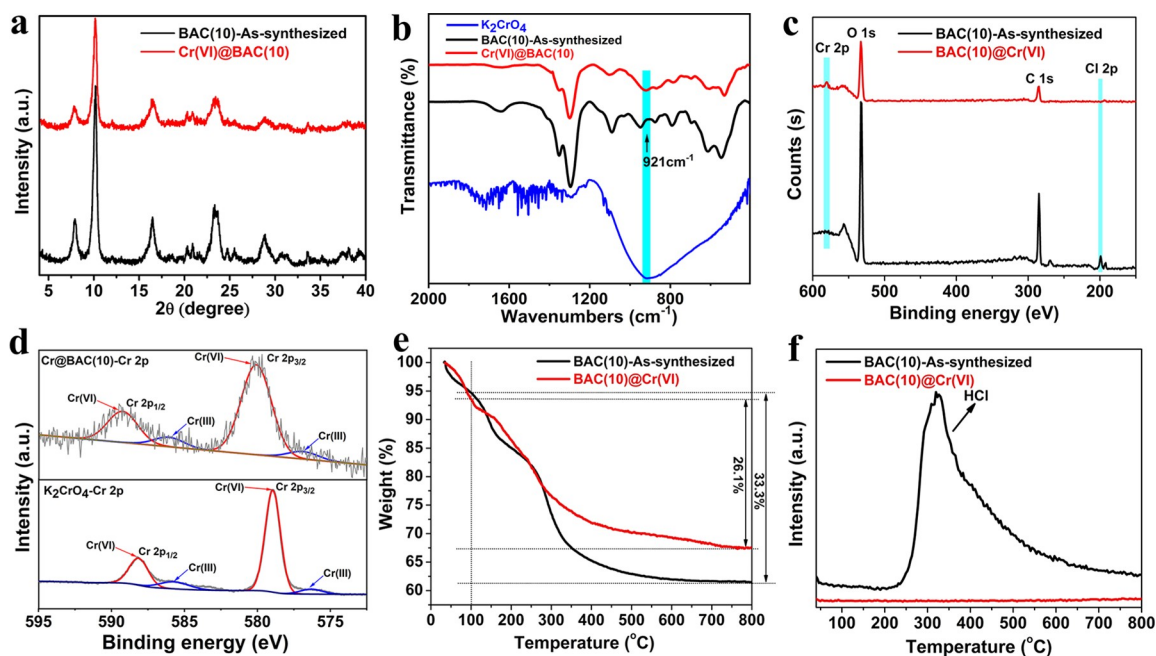 a
BAC(10)-As-synthesized
Cr(VI)@BAC(10)
Intensity (a.u.)
5 10 15 20 25 30 35 40
2θ (degree)
b
K2CrO4
BAC(10)-As-synthesized
Cr(VI)@BAC(10)
921cm-1
Transmittance (%)
2000 1600 1200 800
Wavenumbers (cm-1)
c
BAC(10)-As-synthesized
BAC(10)@Cr(VI)
O 1s
Cr 2p
C 1s
Cl 2p
Counts (s)
600 500 400 300 200
Binding energy (eV)
d
Cr@BAC(10)-Cr 2p
Cr(VI)
Cr 2p3/2
Cr(VI)
Cr 2p1/2
Cr(III)
Cr(III)
K2CrO4-Cr 2p
Cr(VI)
Cr 2p3/2
Cr(VI)
Cr 2p1/2
Cr(III)
Cr(III)
Intensity (a.u.)
595 590 585 580 575
Binding energy (eV)
e
BAC(10)-As-synthesized
BAC(10)@Cr(VI)
100
95
90
85
80
75
70
65
60
26.1%
33.3%
Weight (%)
0 100 200 300 400 500 600 700 800
Temperature (oC)
f
BAC(10)-As-synthesized
BAC(10)@Cr(VI)
HCl
Intensity (a.u.)
100 200 300 400 500 600 700 800
Temperature (oC)